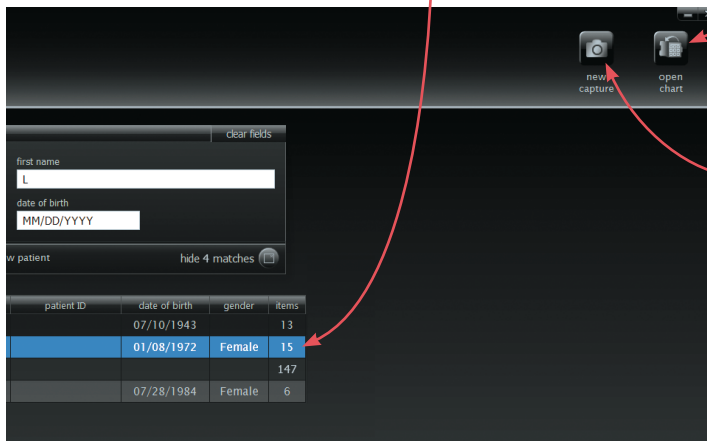 new capture
open chart
clear fields
first name
L
date of birth
MM/DD/YYYY
w patient
hide 4 matches
patient ID date of birth gender items
07/10/1943 13
01/08/1972 Female 15
147
07/28/1984 Female 6